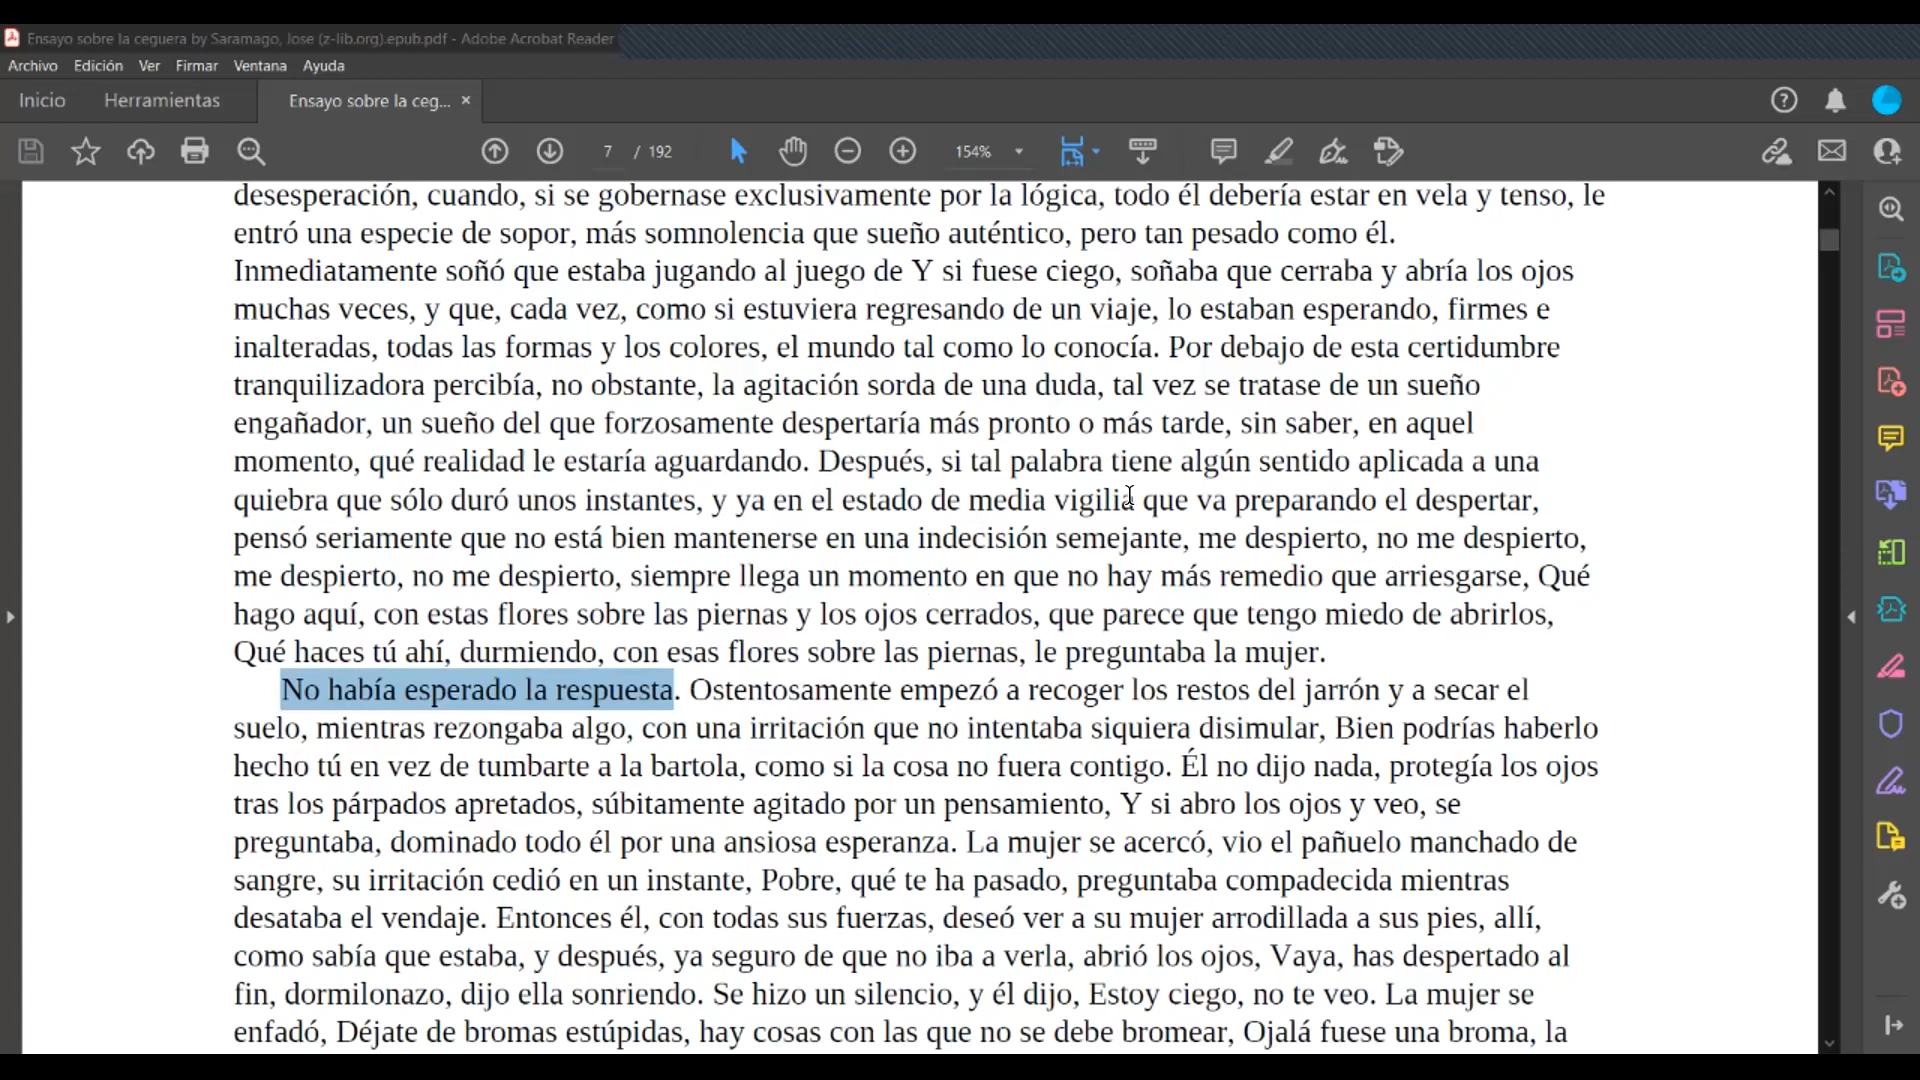 Ensayo sobre la ceguera by Saramago, Jose (z-lib.org).epub.pdf - Adobe Acrobat Reader
Archivo Edición Ver Firmar Ventana Ayuda
Inicio Herramientas Ensayo sobre la ceg... ×
7 / 192 154%
desesperación, cuando, si se gobernase exclusivamente por la lógica, todo él debería estar en vela y tenso, le
entró una especie de sopor, más somnolencia que sueño auténtico, pero tan pesado como él.
Inmediatamente soñó que estaba jugando al juego de Y si fuese ciego, soñaba que cerraba y abría los ojos
muchas veces, y que, cada vez, como si estuviera regresando de un viaje, lo estaban esperando, firmes e
inalteradas, todas las formas y los colores, el mundo tal como lo conocía. Por debajo de esta certidumbre
tranquilizadora percibía, no obstante, la agitación sorda de una duda, tal vez se tratase de un sueño
engañador, un sueño del que forzosamente despertaría más pronto o más tarde, sin saber, en aquel
momento, qué realidad le estaría aguardando. Después, si tal palabra tiene algún sentido aplicada a una
quiebra que sólo duró unos instantes, y ya en el estado de media vigilia que va preparando el despertar,
pensó seriamente que no está bien mantenerse en una indecisión semejante, me despierto, no me despierto,
me despierto, no me despierto, siempre llega un momento en que no hay más remedio que arriesgarse, Qué
hago aquí, con estas flores sobre las piernas y los ojos cerrados, que parece que tengo miedo de abrirlos,
Qué haces tú ahí, durmiendo, con esas flores sobre las piernas, le preguntaba la mujer.
No había esperado la respuesta. Ostentosamente empezó a recoger los restos del jarrón y a secar el
suelo, mientras rezongaba algo, con una irritación que no intentaba siquiera disimular, Bien podrías haberlo
hecho tú en vez de tumbarte a la bartola, como si la cosa no fuera contigo. Él no dijo nada, protegía los ojos
tras los párpados apretados, súbitamente agitado por un pensamiento, Y si abro los ojos y veo, se
preguntaba, dominado todo él por una ansiosa esperanza. La mujer se acercó, vio el pañuelo manchado de
sangre, su irritación cedió en un instante, Pobre, qué te ha pasado, preguntaba compadecida mientras
desataba el vendaje. Entonces él, con todas sus fuerzas, deseó ver a su mujer arrodillada a sus pies, allí,
como sabía que estaba, y después, ya seguro de que no iba a verla, abrió los ojos, Vaya, has despertado al
fin, dormilonazo, dijo ella sonriendo. Se hizo un silencio, y él dijo, Estoy ciego, no te veo. La mujer se
enfadó, Déjate de bromas estúpidas, hay cosas con las que no se debe bromear, Ojalá fuese una broma, la